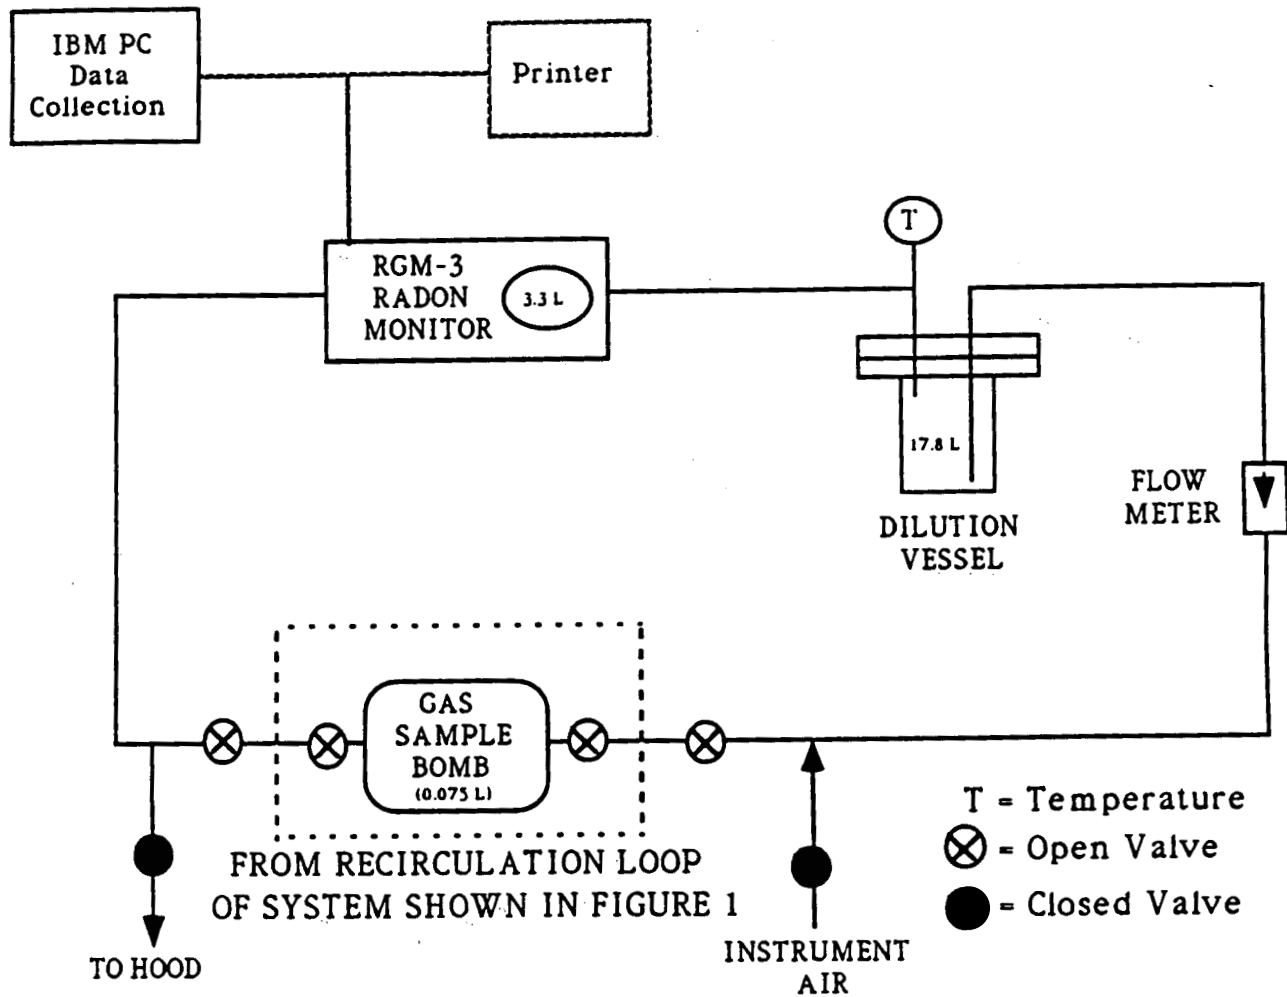 IBM PC
Data
Collection
Printer
T
RGM-3
RADON
MONITOR
3.3 L
17.8 L
DILUTION
VESSEL
FLOW
METER
GAS
SAMPLE
BOMB
(0.075 L)
FROM RECIRCULATION LOOP
OF SYSTEM SHOWN IN FIGURE 1
TO HOOD
INSTRUMENT
AIR
T = Temperature
= Open Valve
= Closed Valve